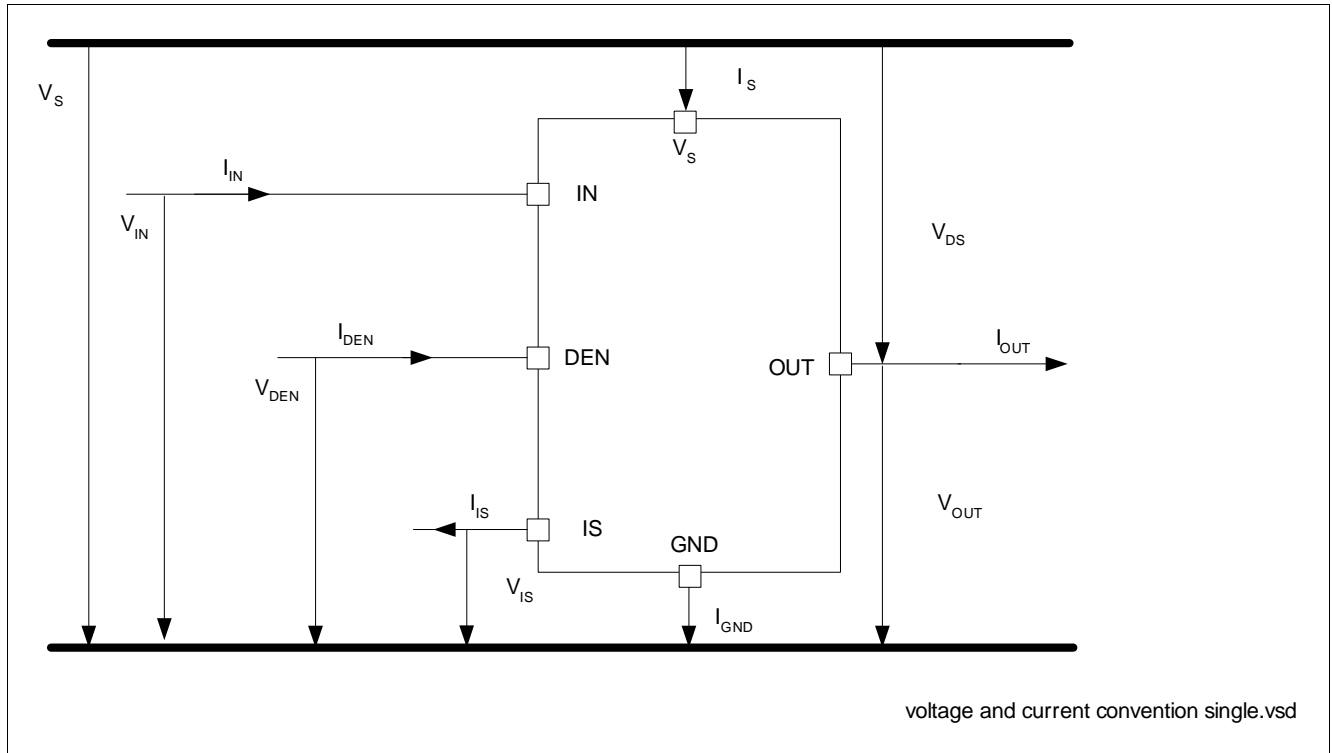 V_S
I_S
V_S
I_IN
IN
V_IN
V_DS
I_DEN
DEN
V_DEN
OUT
I_OUT
I_IS
IS
V_IS
GND
V_OUT
I_GND
voltage and current convention single.vsd